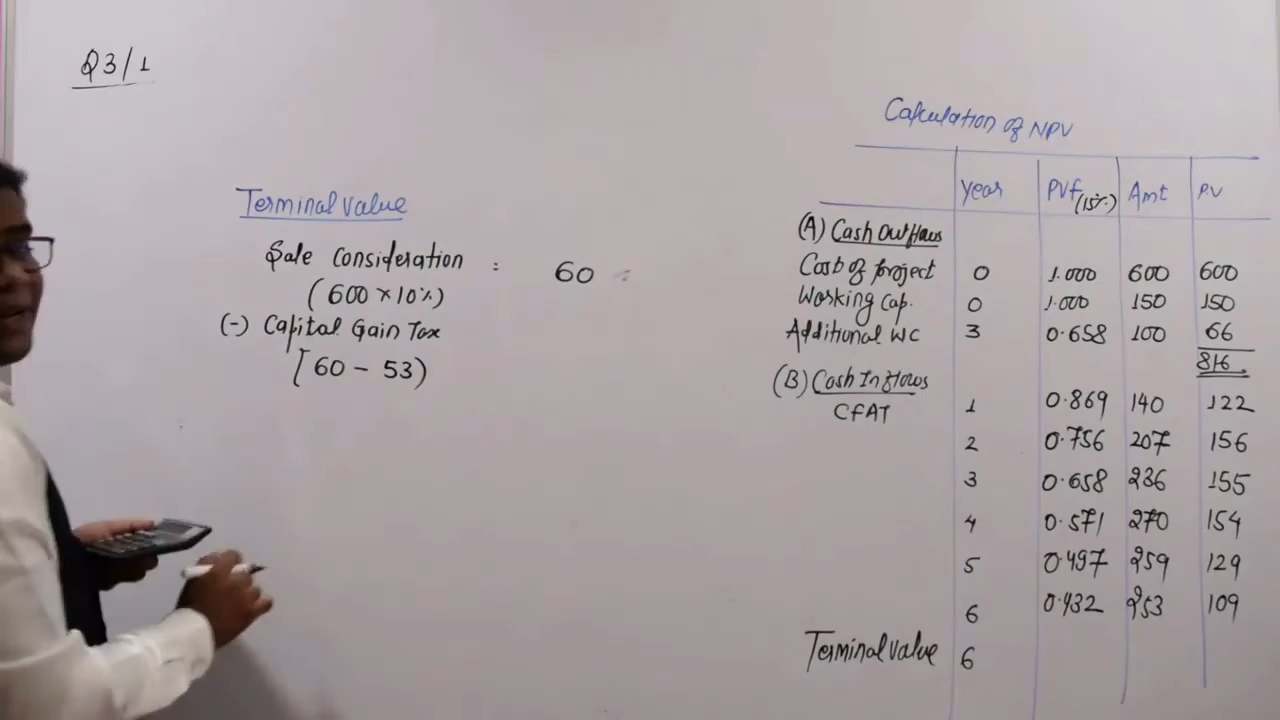 Q3/1
Terminal value
Sale Consideration : 60
(600 × 10%)
(-) Capital Gain Tax
[60 - 53)
Calculation of NPV
Year PVf (15%) Amt PV
(A) Cash Outflows
Cost of project 0 1.000 600 600
Working Cap. 0 1.000 150 150
Additional WC 3 0.658 100 66
816
(B) Cash Inflows
CFAT 1 0.869 140 122
2 0.756 207 156
3 0.658 236 155
4 0.571 270 154
5 0.497 259 129
6 0.432 253 109
Terminal value 6